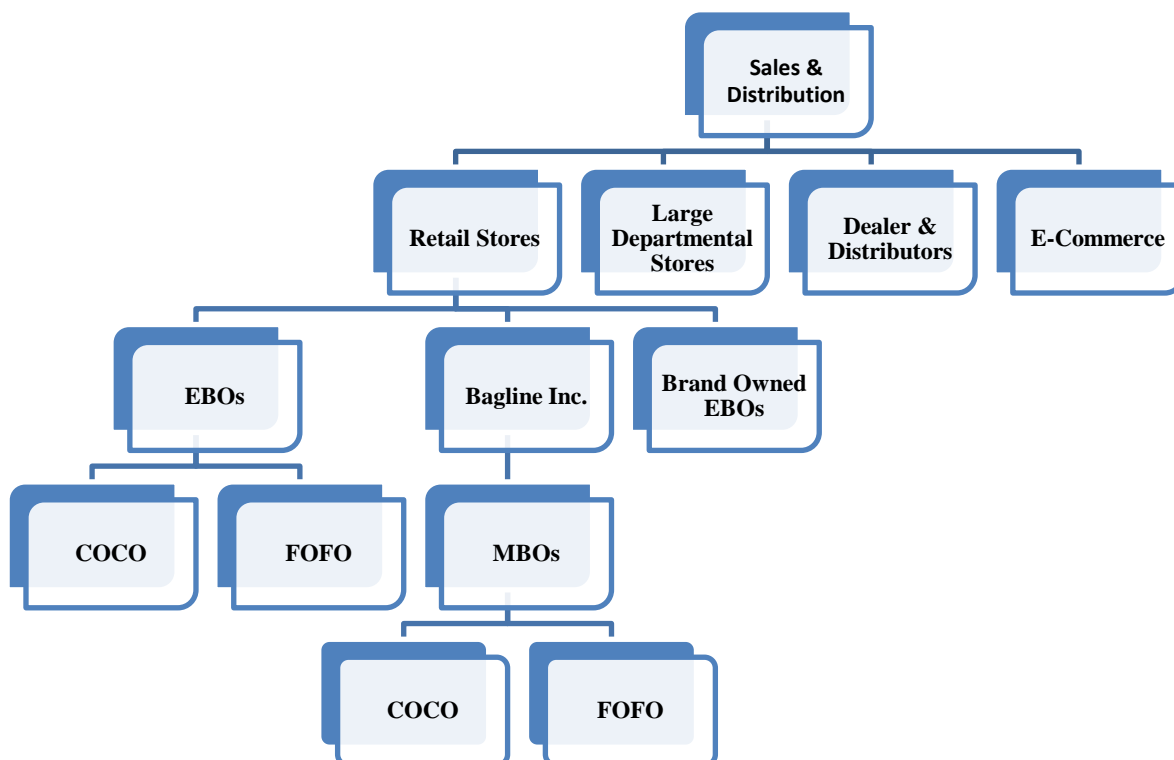 Sales &
Distribution
Retail Stores
Large
Departmental
Stores
Dealer &
Distributors
E-Commerce
EBOs
Bagline Inc.
Brand Owned
EBOs
COCO
FOFO
MBOs
COCO
FOFO